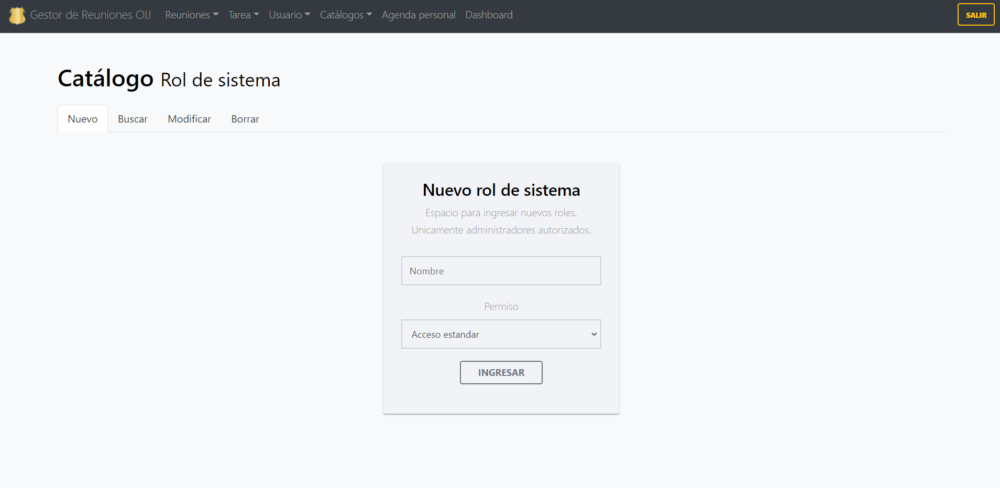 Gestor de Reuniones OIJ Reuniones Tarea Usuario Catálogos Agenda personal Dashboard SALIR
Catálogo Rol de sistema
Nuevo Buscar Modificar Borrar
Nuevo rol de sistema
Espacio para ingresar nuevos roles.
Unicamente administradores autorizados.
Nombre
Permiso
Acceso estandar
INGRESAR